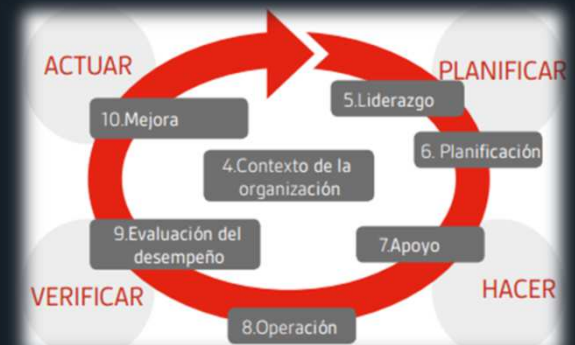 ACTUAR
PLANIFICAR
5.Liderazgo
10.Mejora
6. Planificación
4.Contexto de la
organización
9.Evaluación del
desempeño
7.Apoyo
VERIFICAR
HACER
8.Operación